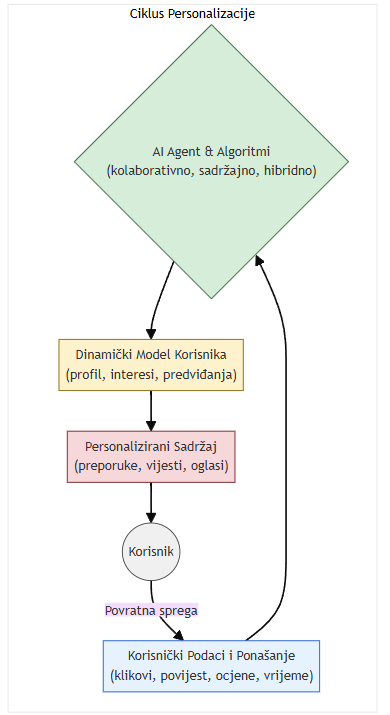 Ciklus Personalizacije
AI Agent & Algoritmi
(kolaborativno, sadržajno, hibridno)
Dinamički Model Korisnika
(profil, interesi, predviđanja)
Personalizirani Sadržaj
(preporuke, vijesti, oglasi)
Korisnik
Povratna sprega
Korisnički Podaci i Ponašanje
(klikovi, povijest, ocjene, vrijeme)